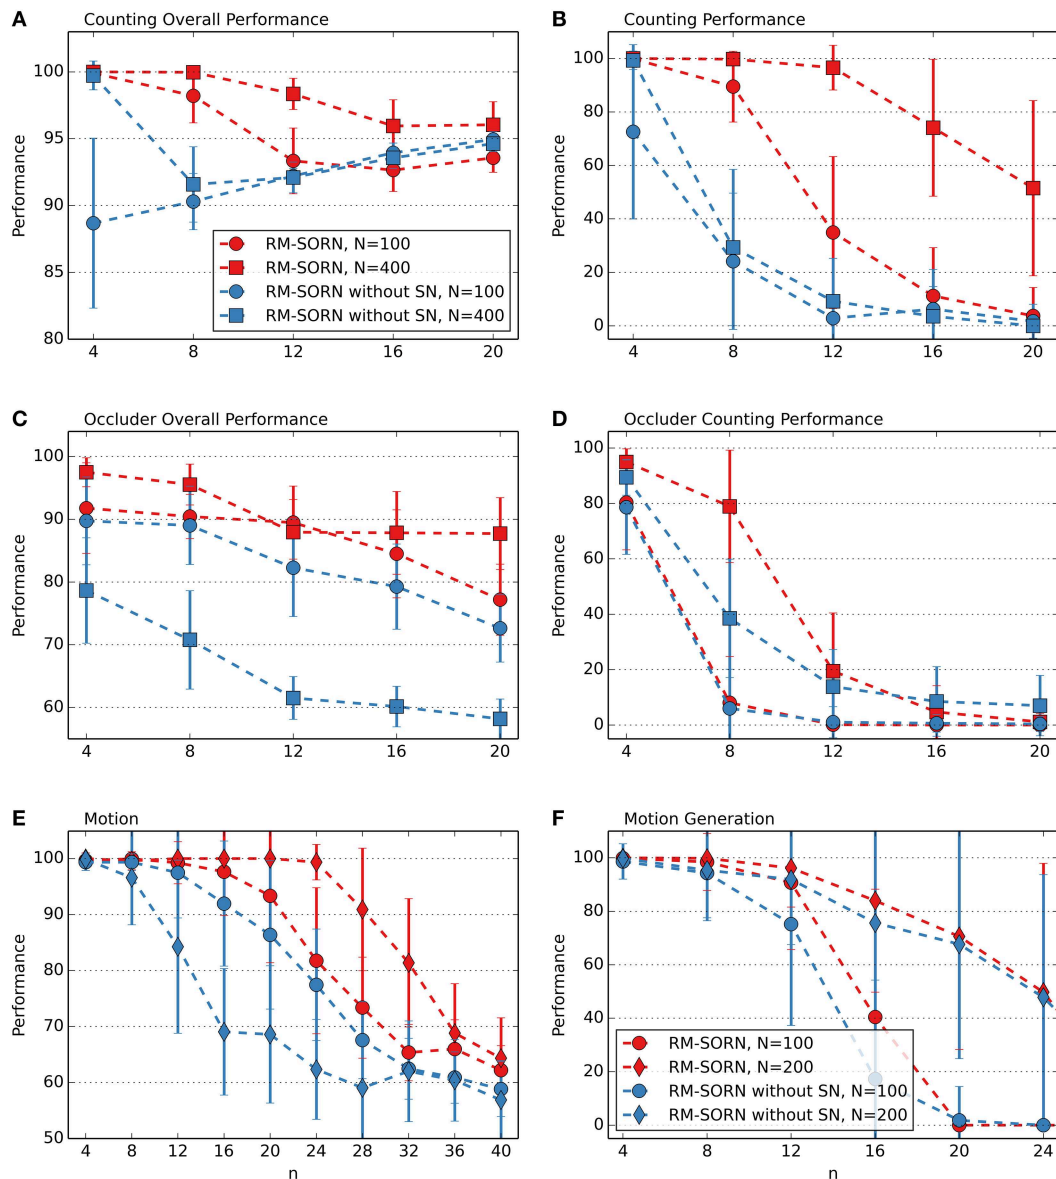 A Counting Overall Performance
Performance
100
95
90
85
80
4 8 12 16 20
RM-SORN, N=100
RM-SORN, N=400
RM-SORN without SN, N=100
RM-SORN without SN, N=400
B Counting Performance
Performance
100
80
60
40
20
0
4 8 12 16 20
C Occluder Overall Performance
Performance
100
90
80
70
60
4 8 12 16 20
D Occluder Counting Performance
Performance
100
80
60
40
20
0
4 8 12 16 20
E Motion
Performance
100
90
80
70
60
50
4 8 12 16 20 24 28 32 36 40
n
F Motion Generation
Performance
100
80
60
40
20
0
RM-SORN, N=100
RM-SORN, N=200
RM-SORN without SN, N=100
RM-SORN without SN, N=200
4 8 12 16 20 24
n